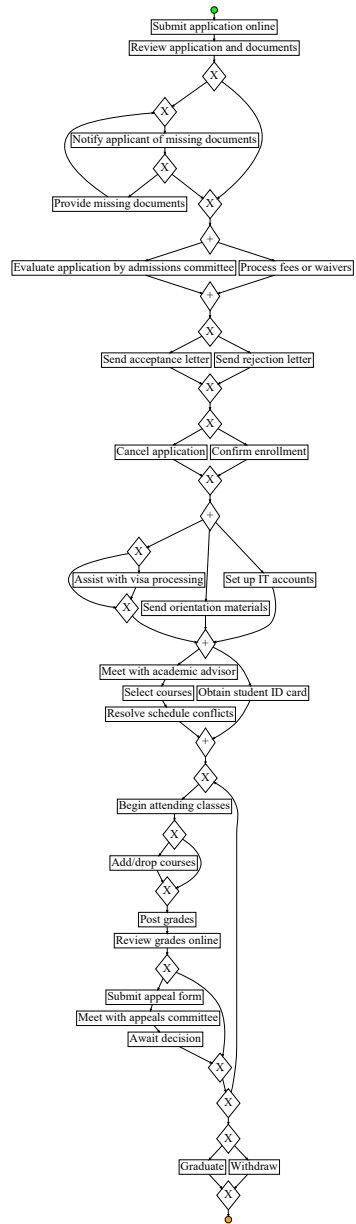 Submit application online
Review application and documents
X
X
Notify applicant of missing documents
X
Provide missing documents
X
+
Evaluate application by admissions committee
Process fees or waivers
+
X
Send acceptance letter
Send rejection letter
X
X
Cancel application
Confirm enrollment
X
+
X
Assist with visa processing
Set up IT accounts
X
Send orientation materials
+
Meet with academic advisor
Select courses
Obtain student ID card
Resolve schedule conflicts
+
X
Begin attending classes
X
Add/drop courses
X
Post grades
Review grades online
X
Submit appeal form
Meet with appeals committee
Await decision
X
X
X
Graduate
Withdraw
X